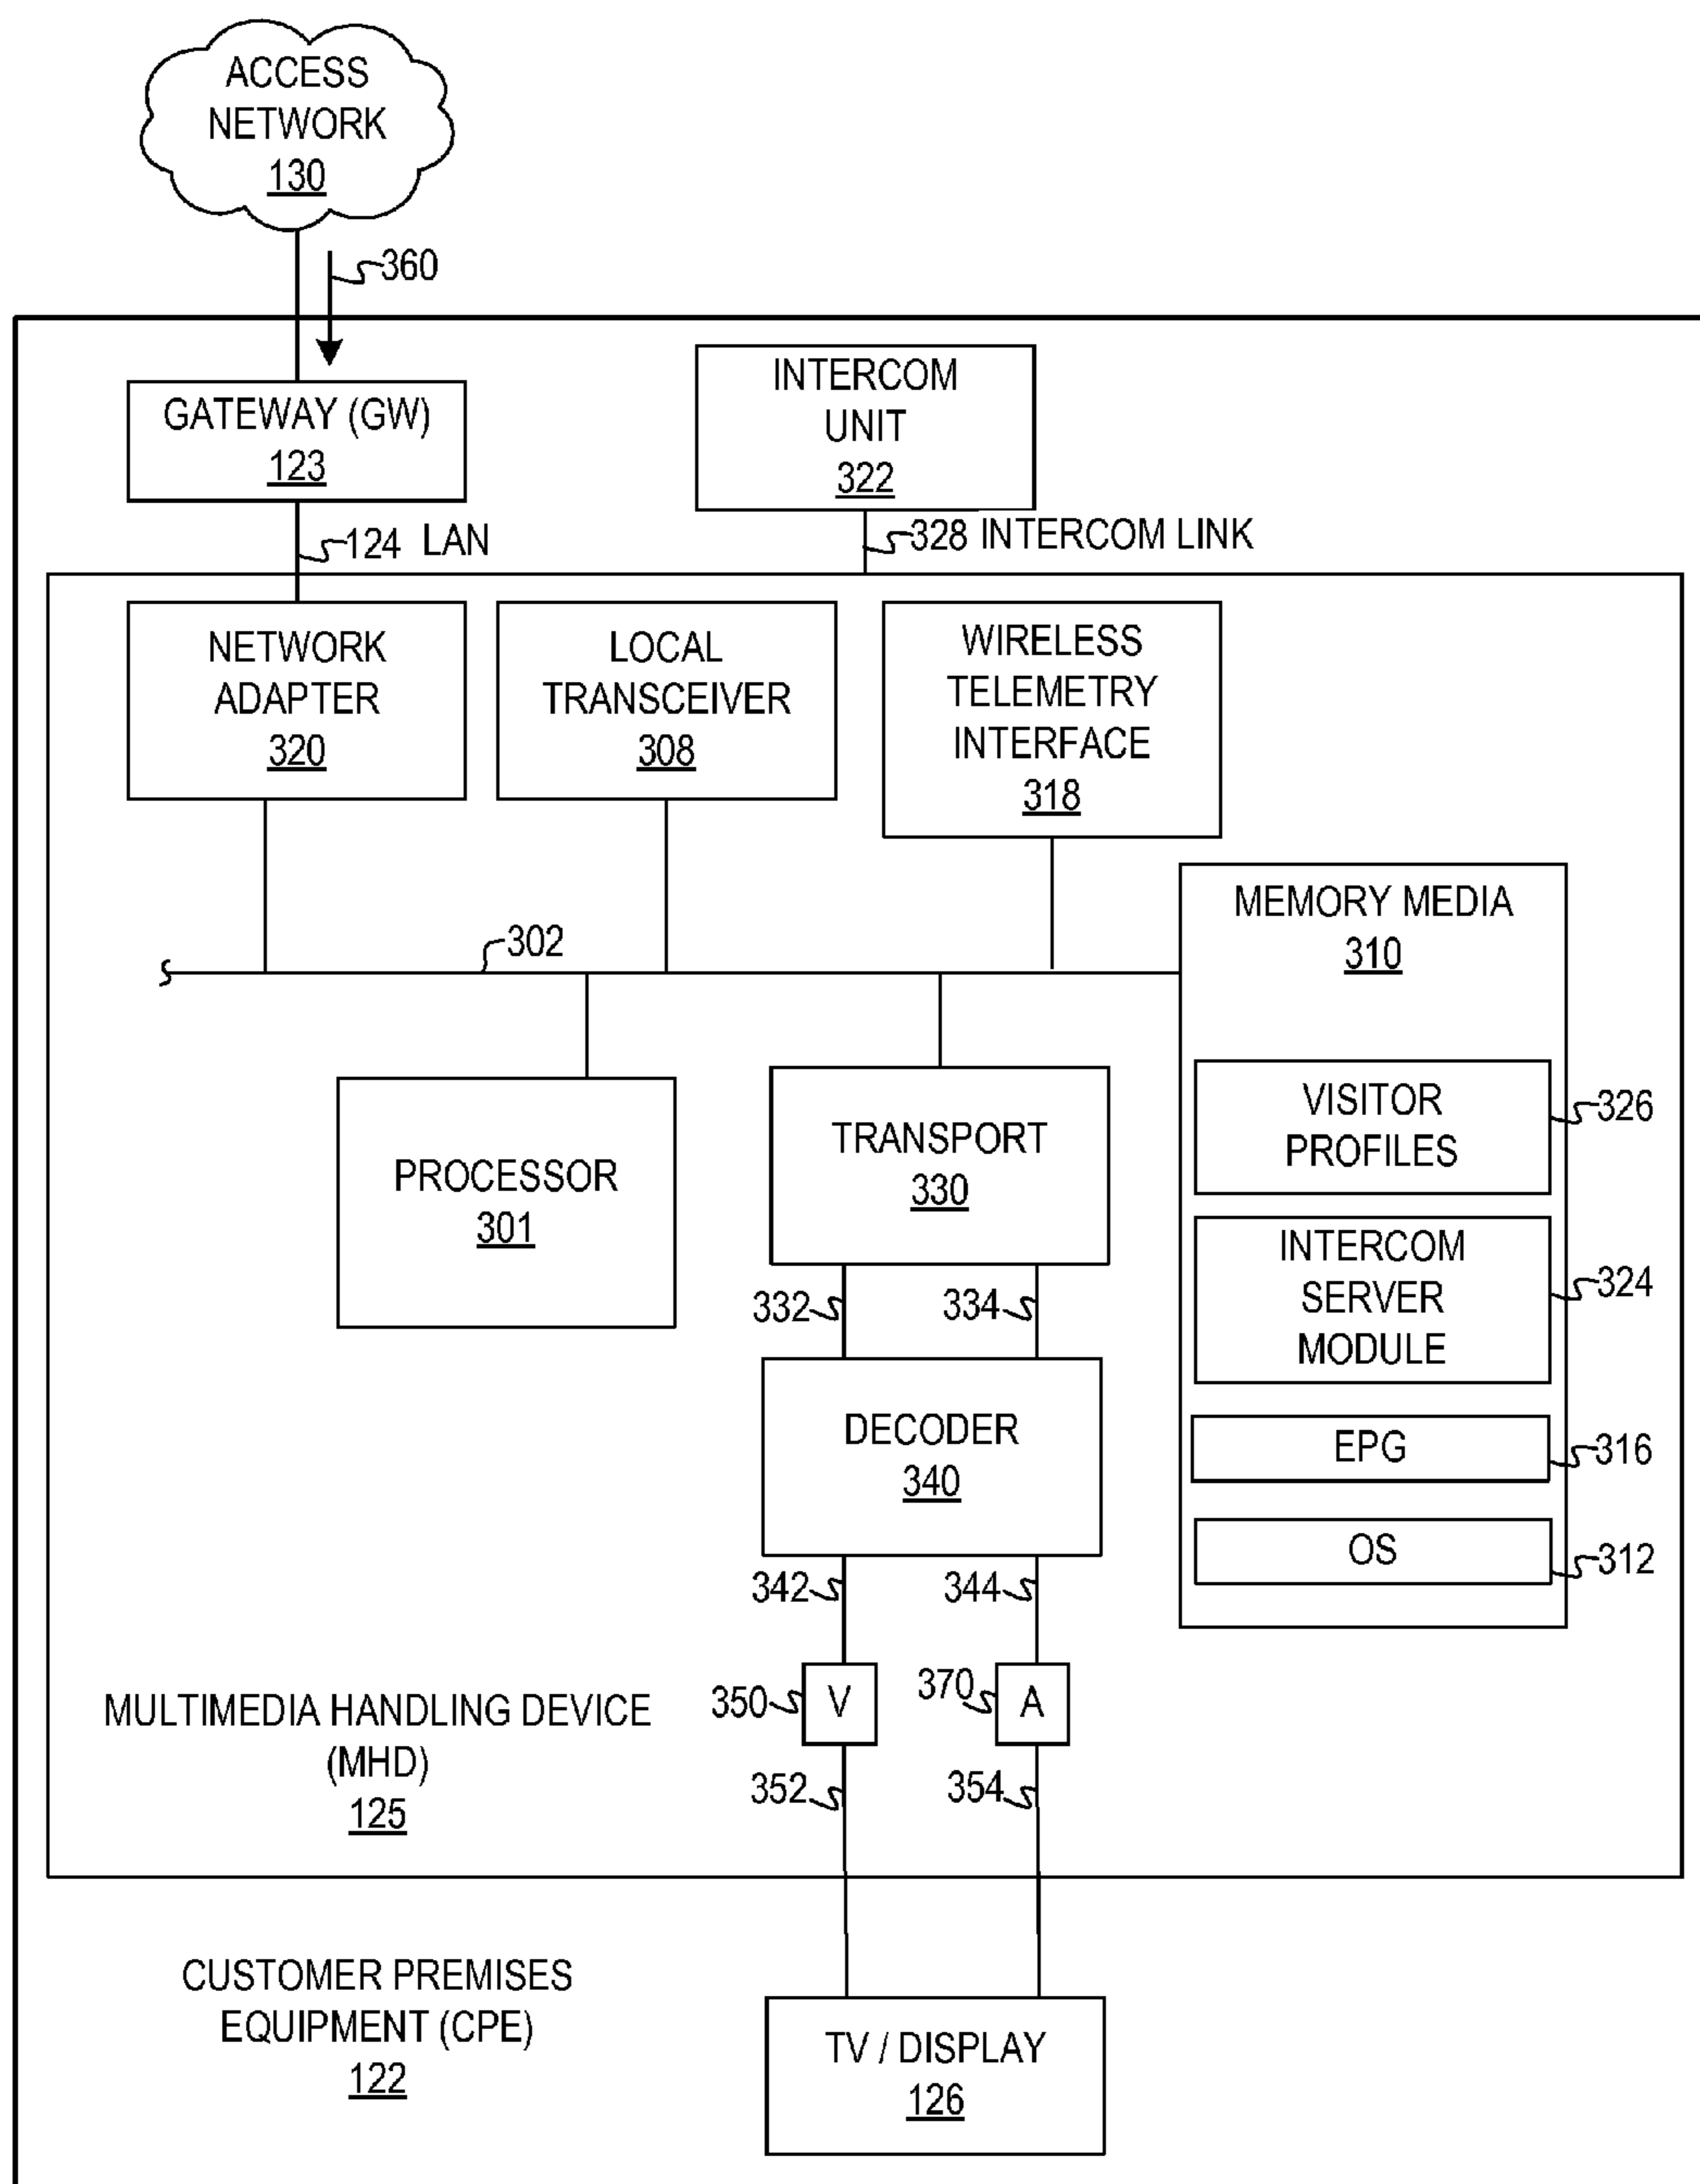 ACCESS
NETWORK
130
360
GATEWAY (GW)
123
INTERCOM
UNIT
322
124 LAN
328 INTERCOM LINK
NETWORK
ADAPTER
320
LOCAL
TRANSCEIVER
308
WIRELESS
TELEMETRY
INTERFACE
318
302
MEMORY MEDIA
310
VISITOR
PROFILES
326
INTERCOM
SERVER
MODULE
324
EPG
316
OS
312
PROCESSOR
301
TRANSPORT
330
332
334
DECODER
340
342
344
350
V
370
A
352
354
MULTIMEDIA HANDLING DEVICE
(MHD)
125
CUSTOMER PREMISES
EQUIPMENT (CPE)
122
TV / DISPLAY
126